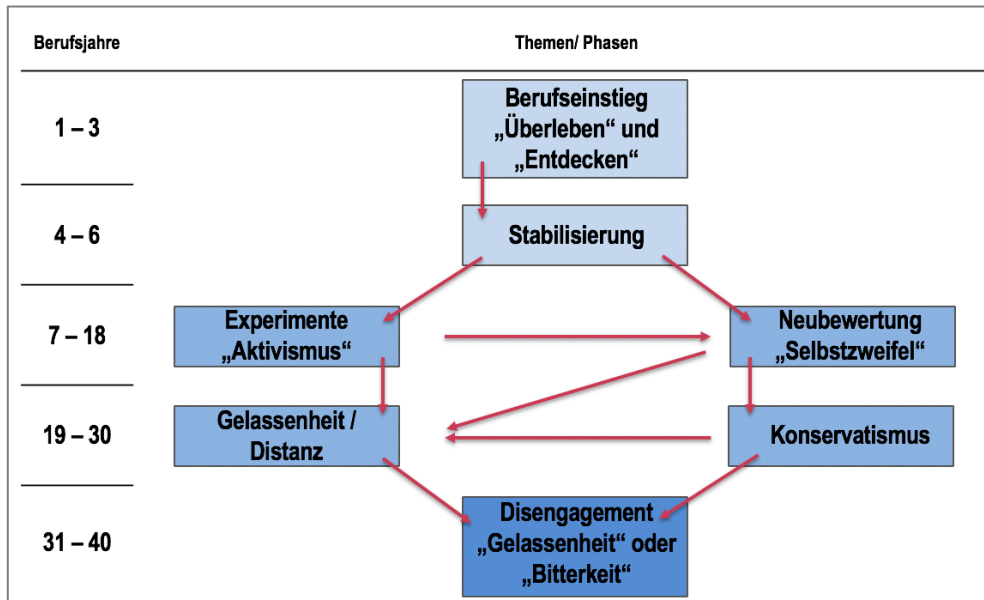 Berufsjahre
Themen/ Phasen
1 – 3
Berufseinstieg
„Überleben“ und
„Entdecken“
4 – 6
Stabilisierung
7 – 18
Experimente
„Aktivismus“
Neubewertung
„Selbstzweifel“
19 – 30
Gelassenheit /
Distanz
Konservatismus
31 – 40
Disengagement
„Gelassenheit“ oder
„Bitterkeit“